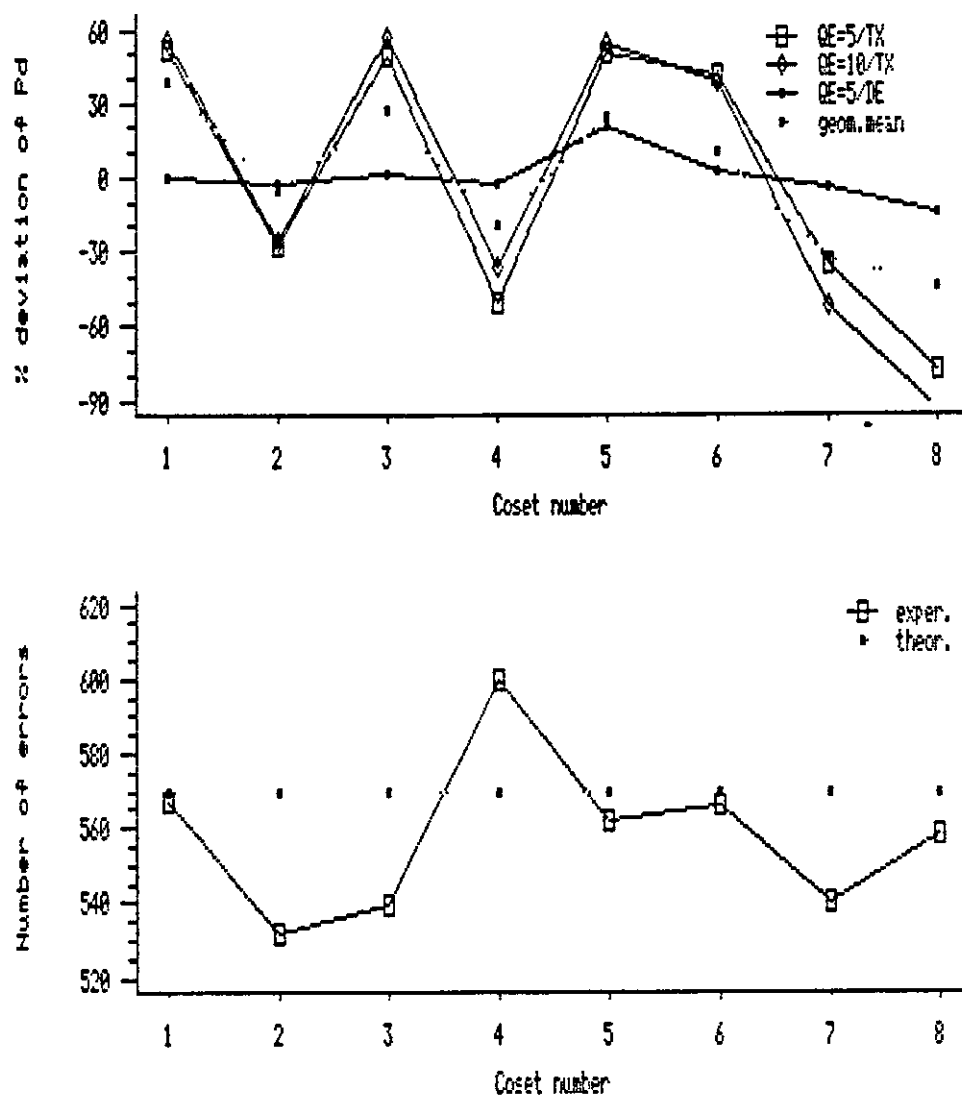 % deviation of Pd
60
30
0
-30
-60
-90
QE=5/TX
QE=10/TX
QE=5/DE
geom.mean
1 2 3 4 5 6 7 8
Coset number
Number of errors
620
600
580
560
540
520
exper.
theor.
1 2 3 4 5 6 7 8
Coset number